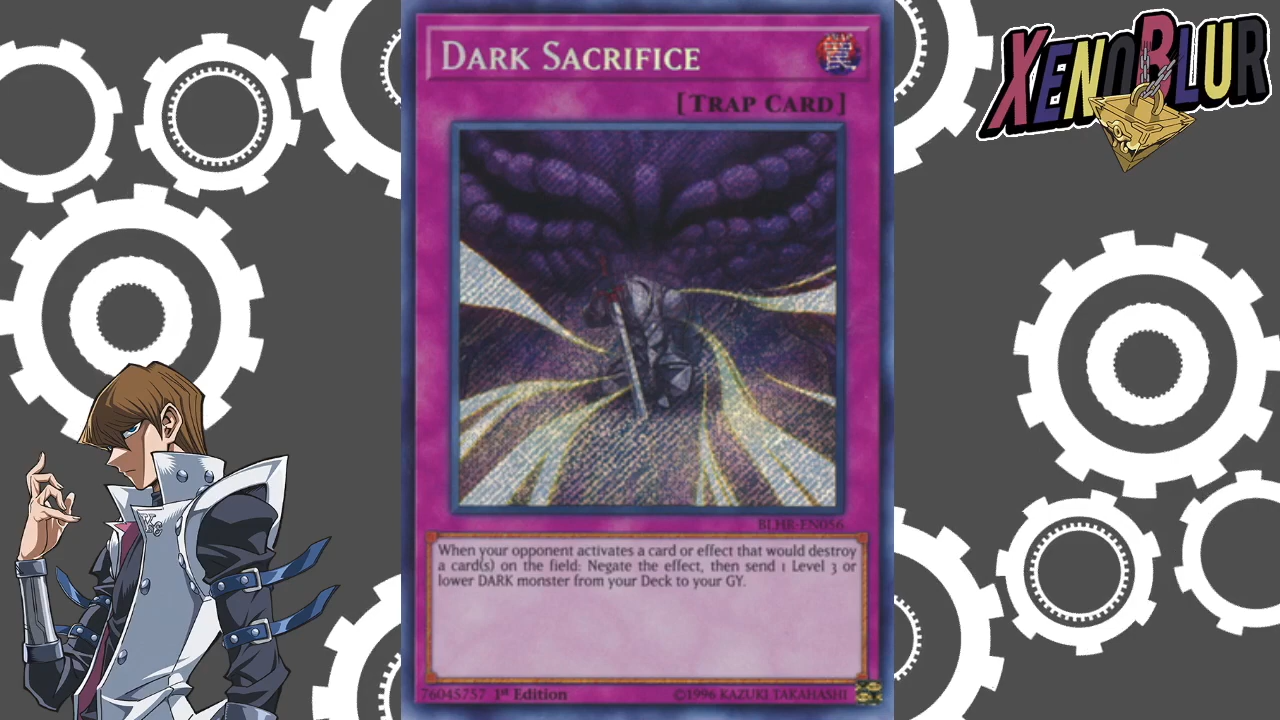 XENOBLUR
DARK SACRIFICE
罠
[TRAP CARD]
BLHR-EN056
When your opponent activates a card or effect that would destroy
a card(s) on the field: Negate the effect, then send 1 Level 3 or
lower DARK monster from your Deck to your GY.
76045757 1st Edition
©1996 KAZUKI TAKAHASHI